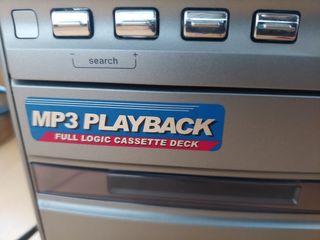 - search +
MP3 PLAYBACK
FULL LOGIC CASSETTE DECK